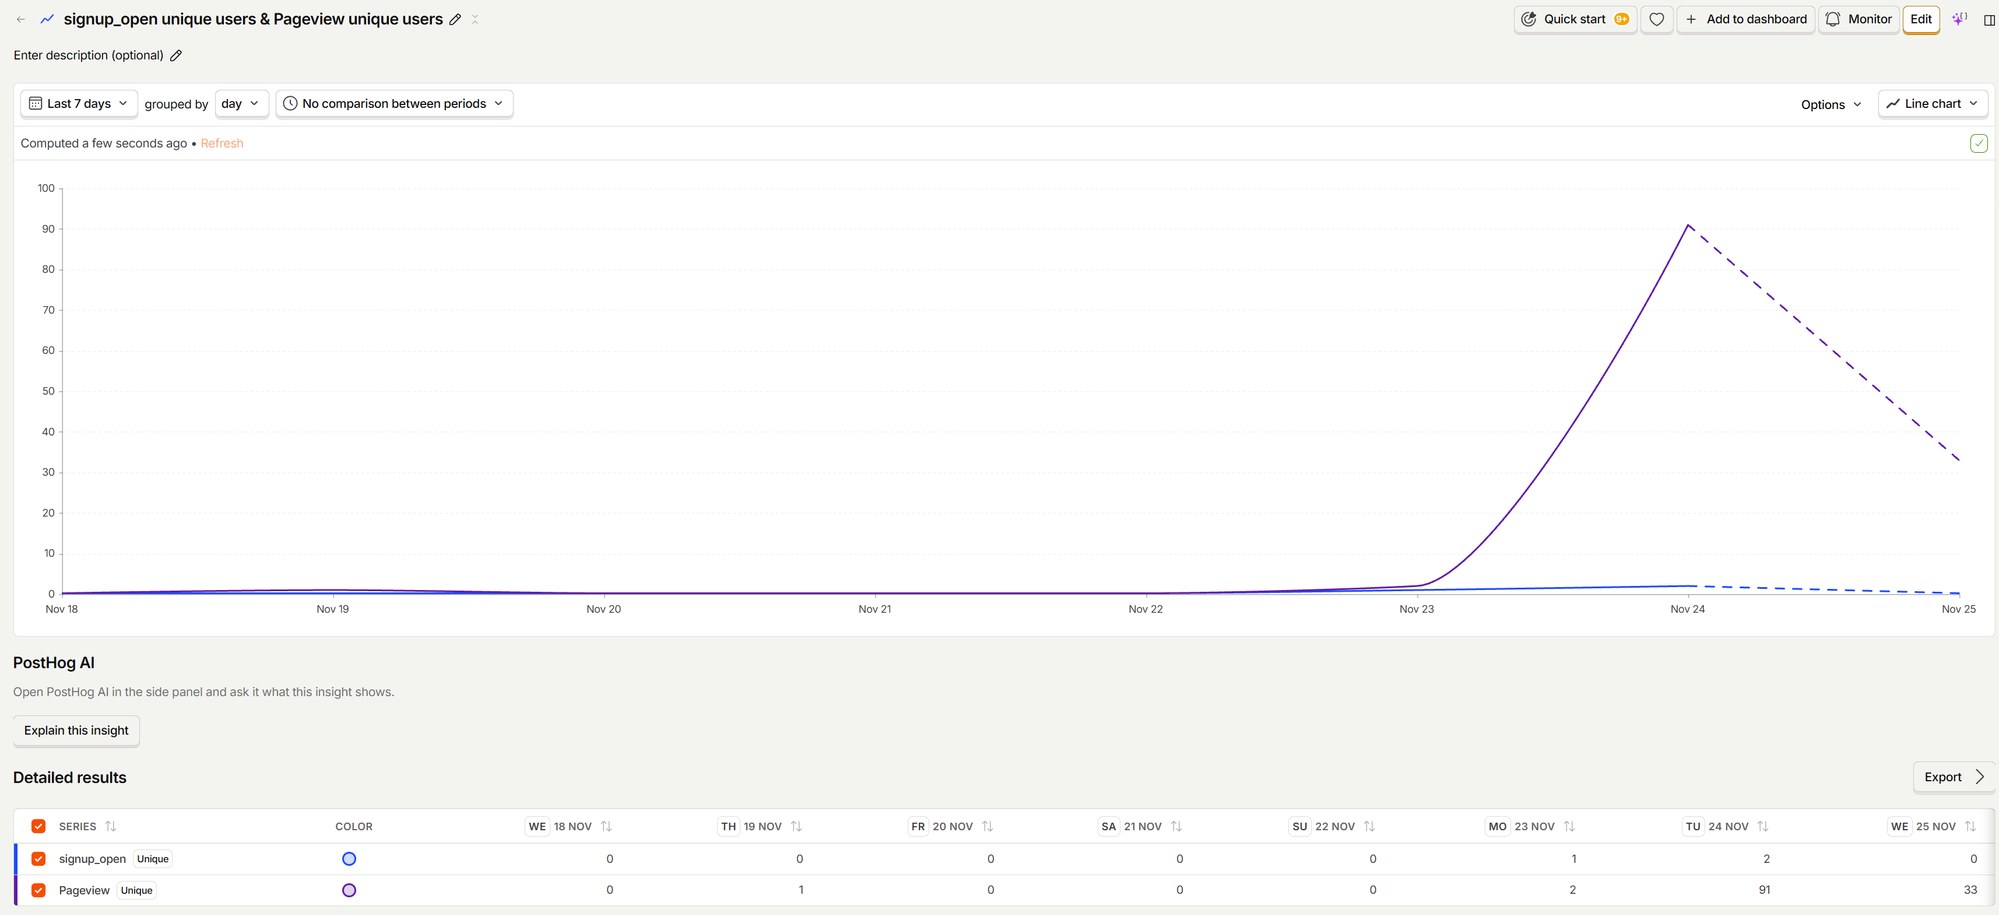 signup_open unique users & Pageview unique users
Quick start 9+
Add to dashboard
Monitor
Edit
Enter description (optional)
Last 7 days grouped by day No comparison between periods
Options Line chart
Computed a few seconds ago • Refresh
100
90
80
70
60
50
40
30
20
10
0
Nov 18 Nov 19 Nov 20 Nov 21 Nov 22 Nov 23 Nov 24 Nov 25
PostHog AI
Open PostHog AI in the side panel and ask it what this insight shows.
Explain this insight
Detailed results
Export
SERIES COLOR WE 18 NOV TH 19 NOV FR 20 NOV SA 21 NOV SU 22 NOV MO 23 NOV TU 24 NOV WE 25 NOV
signup_open Unique 0 0 0 0 0 1 2 0
Pageview Unique 0 1 0 0 0 2 91 33